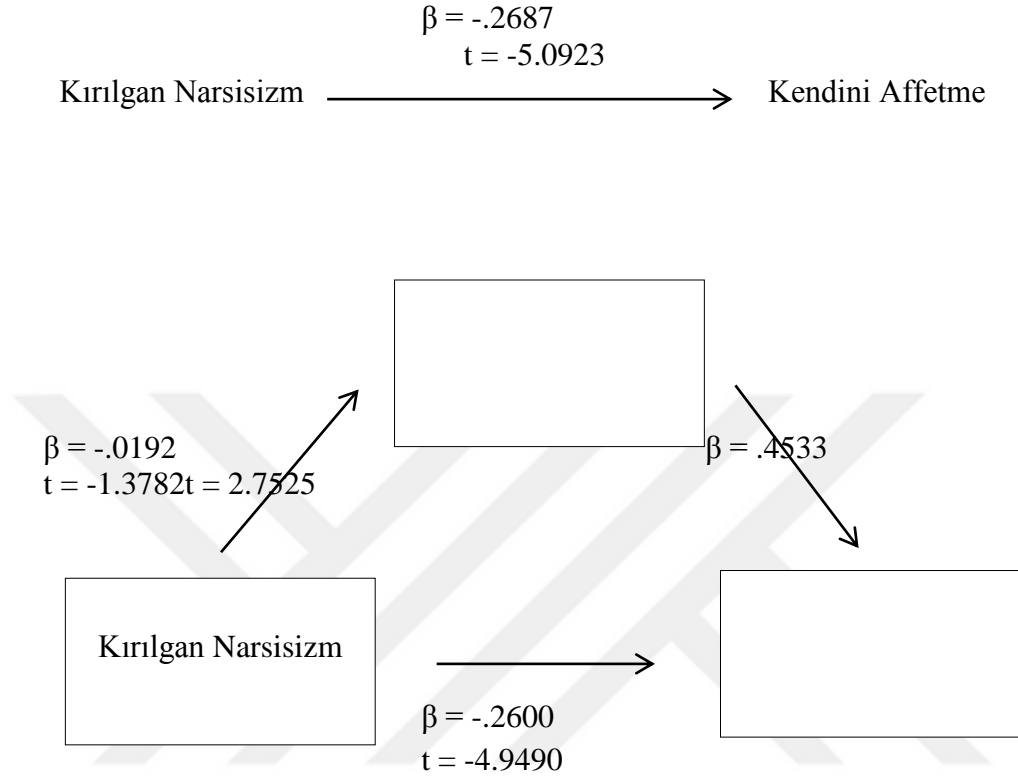 β = -.2687
t = -5.0923
Kırılgan Narsisizm Kendini Affetme
β = -.0192 β = .4533
t = -1.3782t = 2.7525
Kırılgan Narsisizm
β = -.2600
t = -4.9490